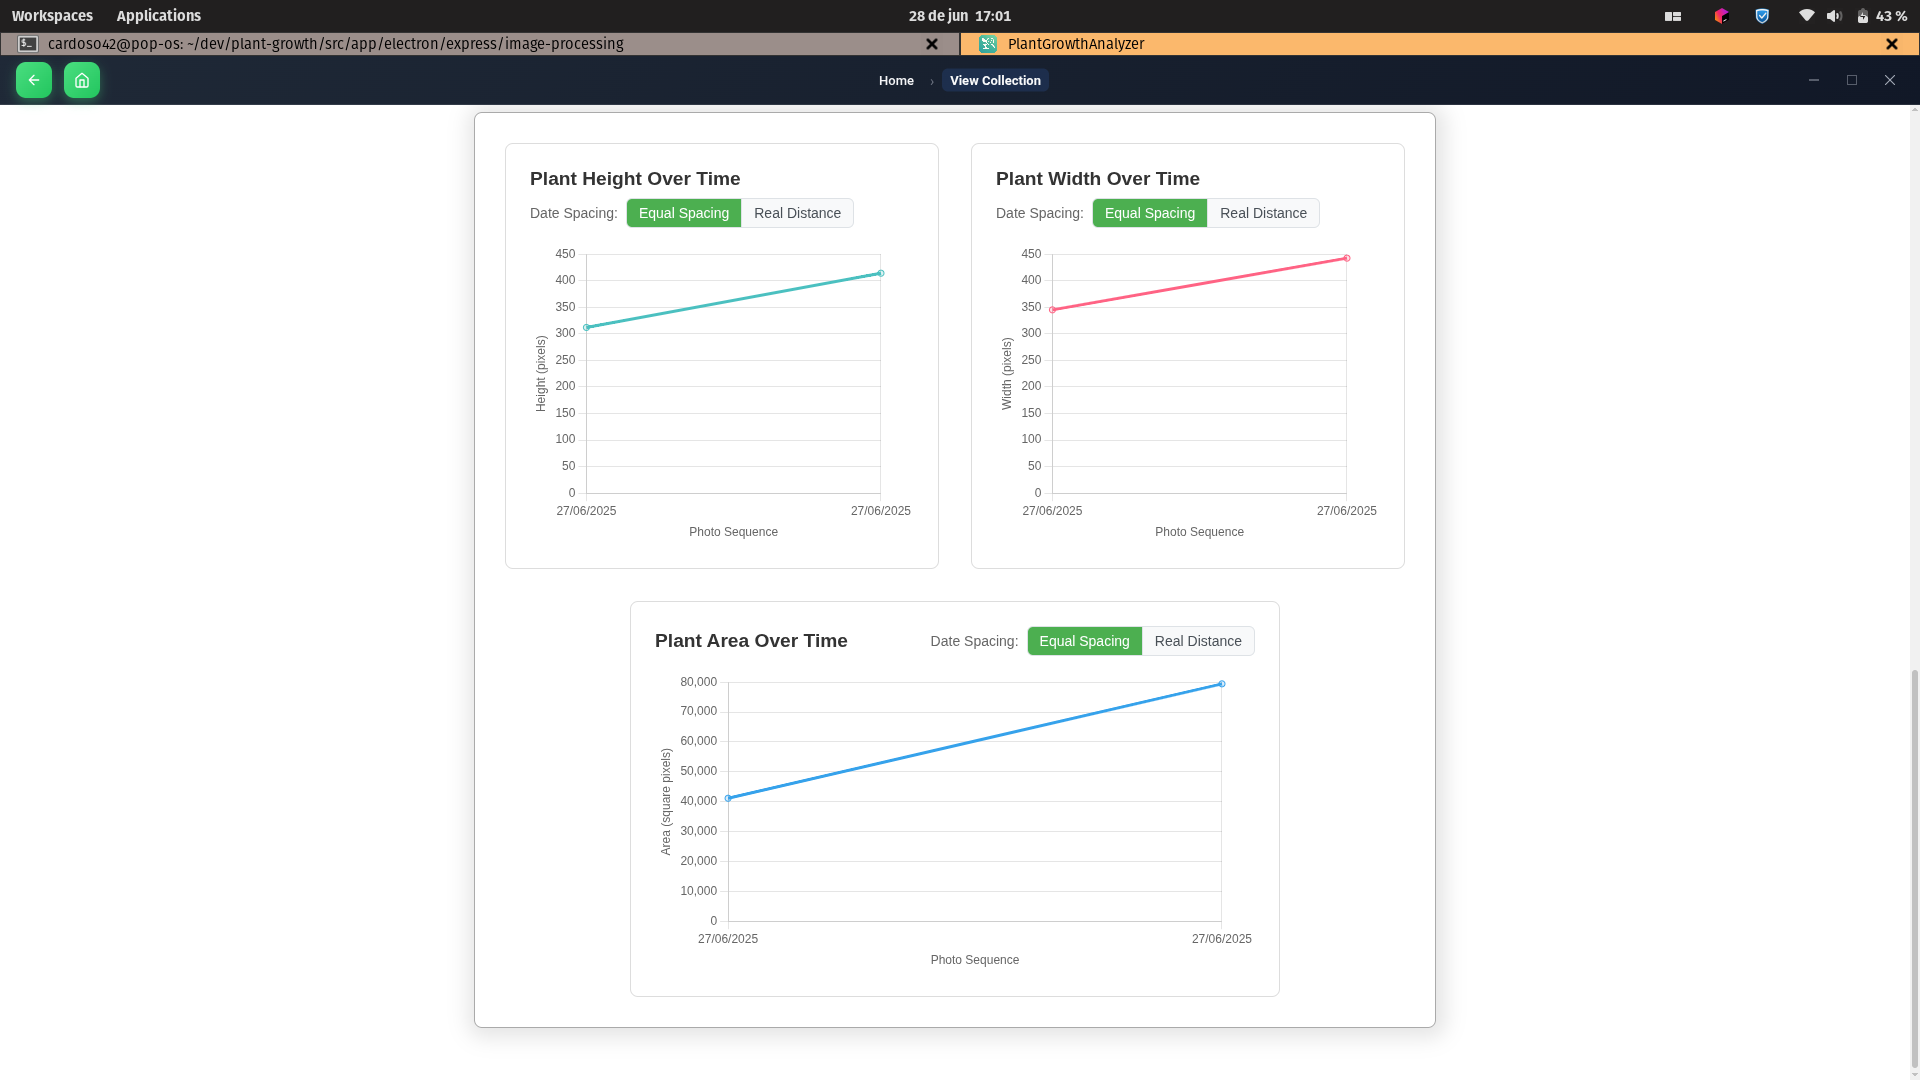 Workspaces Applications 28 de jun 17:01 43 %
cardoso42@pop-os: ~/dev/plant-growth/src/app/electron/express/image-processing PlantGrowthAnalyzer
Home › View Collection
Plant Height Over Time
Date Spacing: Equal Spacing Real Distance
450
400
350
300
250
200
150
100
50
0
Height (pixels)
27/06/2025 27/06/2025
Photo Sequence
Plant Width Over Time
Date Spacing: Equal Spacing Real Distance
450
400
350
300
250
200
150
100
50
0
Width (pixels)
27/06/2025 27/06/2025
Photo Sequence
Plant Area Over Time
Date Spacing: Equal Spacing Real Distance
80,000
70,000
60,000
50,000
40,000
30,000
20,000
10,000
0
Area (square pixels)
27/06/2025 27/06/2025
Photo Sequence